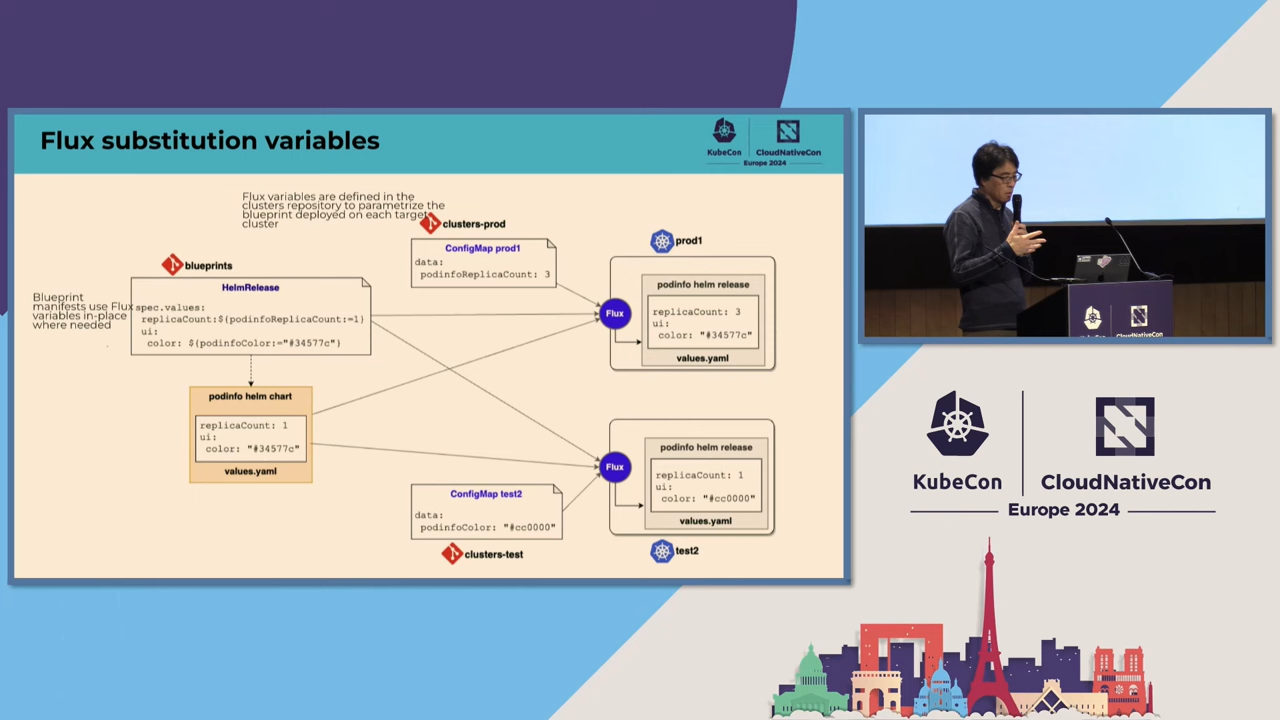 Flux substitution variables
KubeCon
CloudNativeCon
Europe 2024
Flux variables are defined in the
clusters repository to parametrize the
blueprint deployed on each target
cluster
clusters-prod
ConfigMap prod1
data:
podinfoReplicaCount: 3
prod1
podinfo helm release
replicaCount: 3
ui:
color: "#34577c"
values.yaml
Flux
blueprints
HelmRelease
spec.values:
replicaCount:${podinfoReplicaCount:=1}
ui:
color: ${podinfoColor:="#34577c"}
Blueprint
manifests use Flux
variables in-place
where needed
podinfo helm chart
replicaCount: 1
ui:
color: "#34577c"
values.yaml
Flux
podinfo helm release
replicaCount: 1
ui:
color: "#cc0000"
values.yaml
test2
ConfigMap test2
data:
podinfoColor: "#cc0000"
clusters-test
KubeCon
CloudNativeCon
Europe 2024